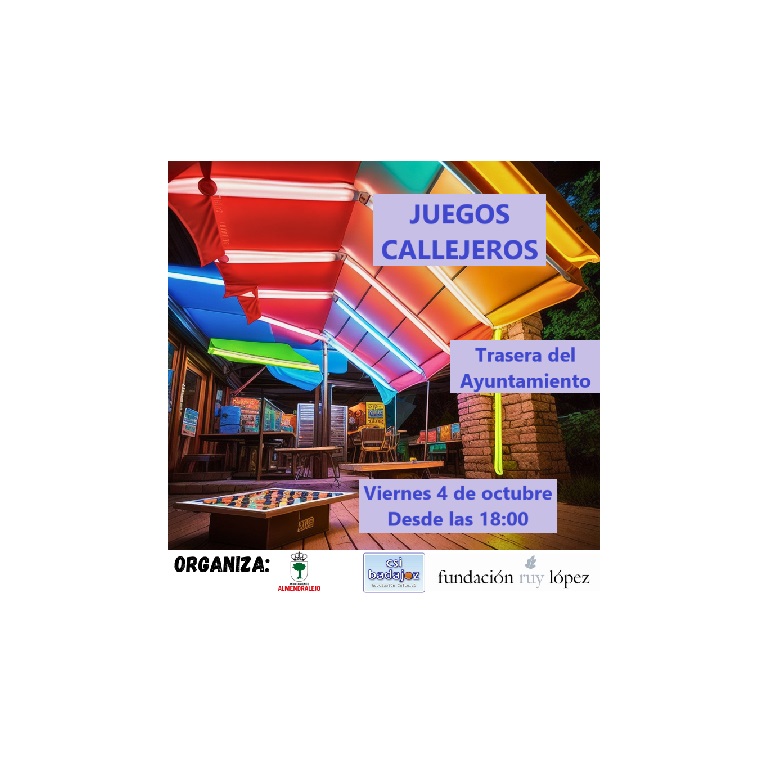 JUEGOS
CALLEJEROS
Trasera del
Ayuntamiento
Viernes 4 de octubre
Desde las 18:00
ORGANIZA:
ALMENDRALEJO
csi
badajoz
fundación ruy lópez